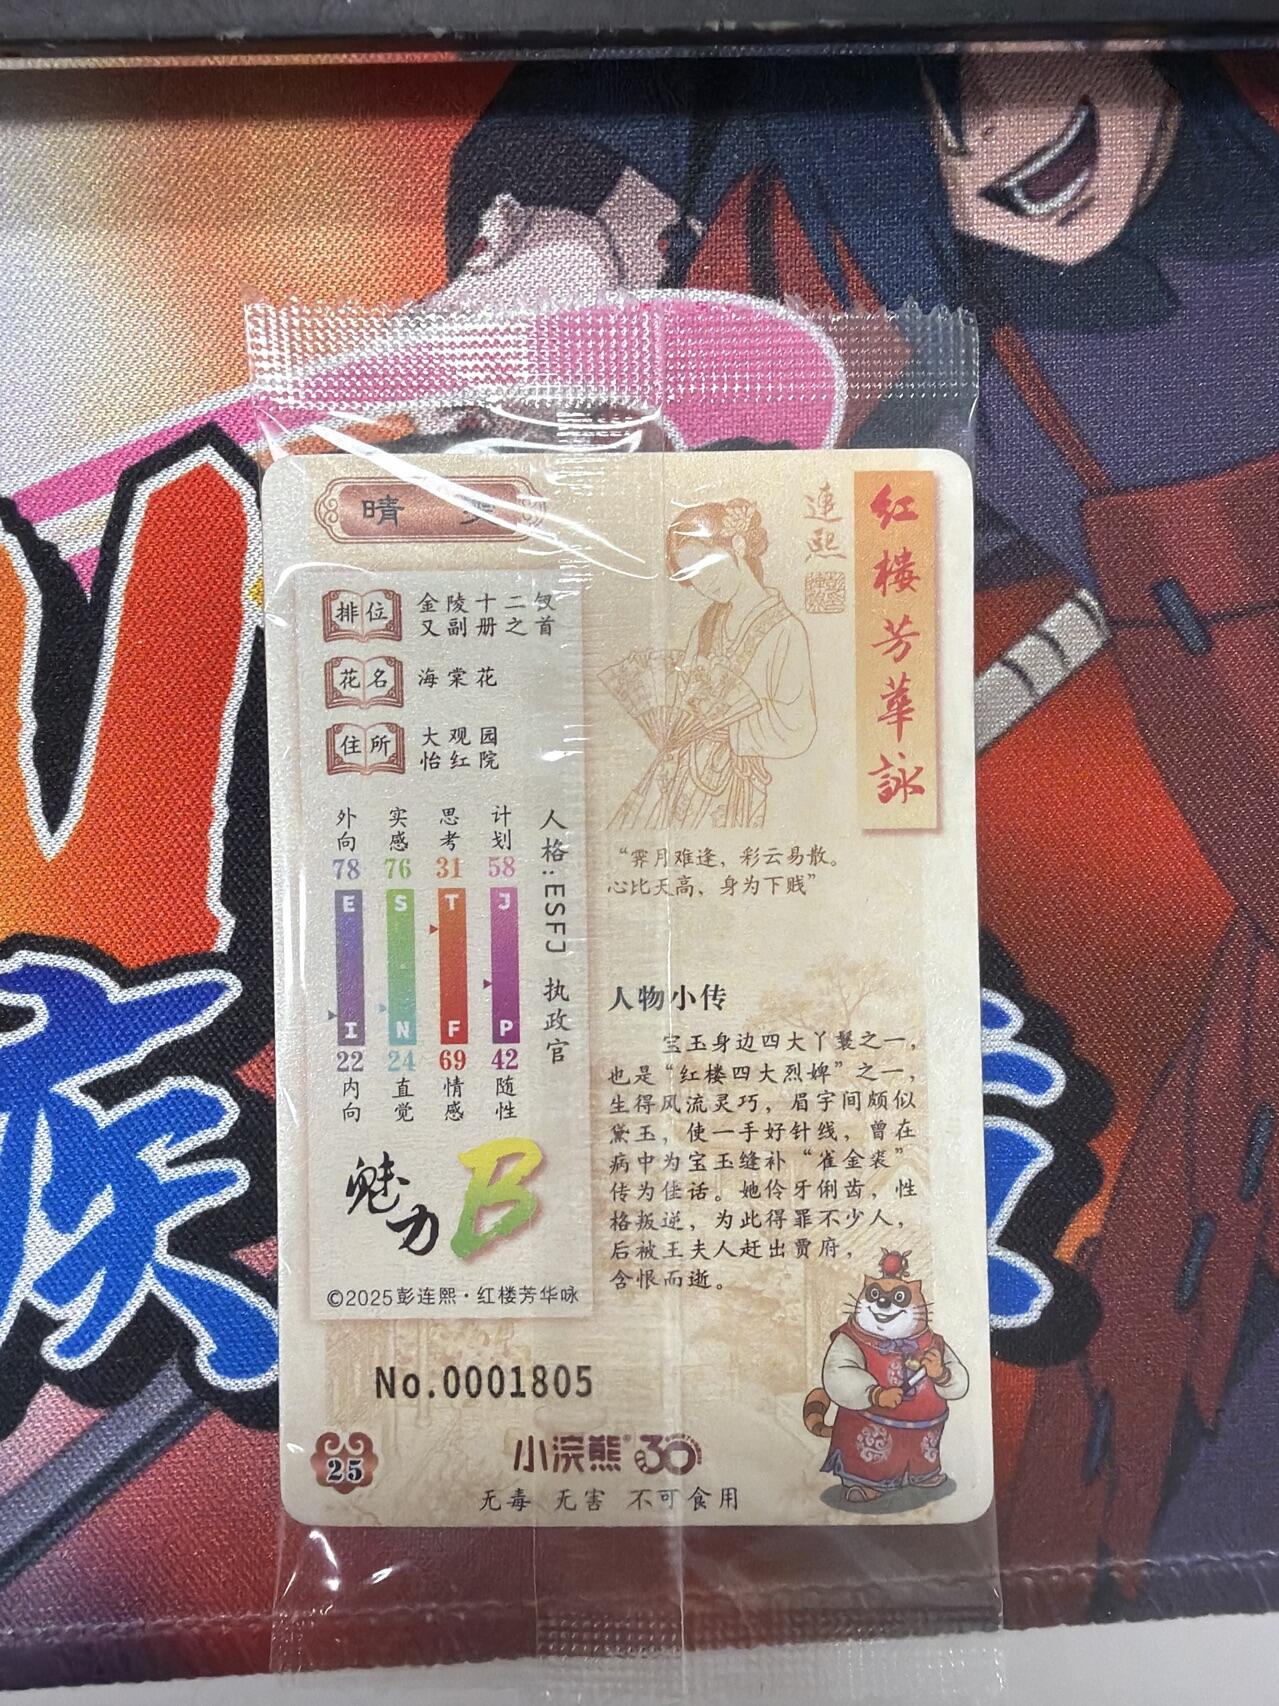 晴雯
排位
金陵十二钗
又副册之首
花名
海棠花
住所
大观园
怡红院
外向 实感 思考 计划
78 76 31 58
E S T J
I N F P
22 24 69 42
内向 直觉 情感 随性
人格:ESFJ 执政官
魅力 B
©2025彭连熙·红楼芳华咏
No.0001805
25
連熙
红楼芳華詠
“霁月难逢，彩云易散。
心比天高，身为下贱”
人物小传
宝玉身边四大丫鬟之一，
也是“红楼四大烈婢”之一，
生得风流灵巧，眉宇间颇似
黛玉，使一手好针线，曾在
病中为宝玉缝补“雀金裘”
传为佳话。她伶牙俐齿，性
格叛逆，为此得罪不少人，
后被王夫人赶出贾府，
含恨而逝。
小浣熊® 30
无毒 无害 不可食用
族